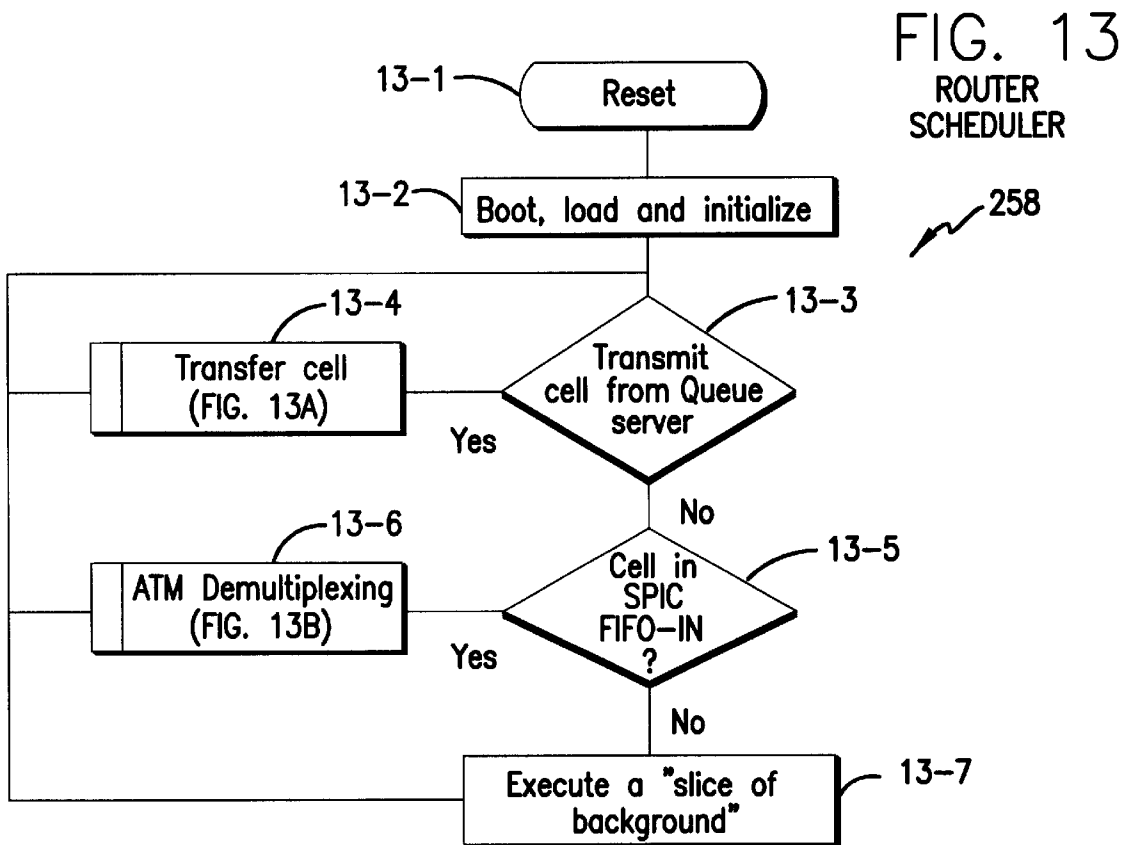 FIG. 13
ROUTER
SCHEDULER
258
13-1
Reset
13-2
Boot, load and initialize
13-3
Transmit
cell from Queue
server
13-4
Transfer cell
(FIG. 13A)
Yes
No
13-5
Cell in
SPIC
FIFO-IN
?
13-6
ATM Demultiplexing
(FIG. 13B)
Yes
No
13-7
Execute a "slice of
background"